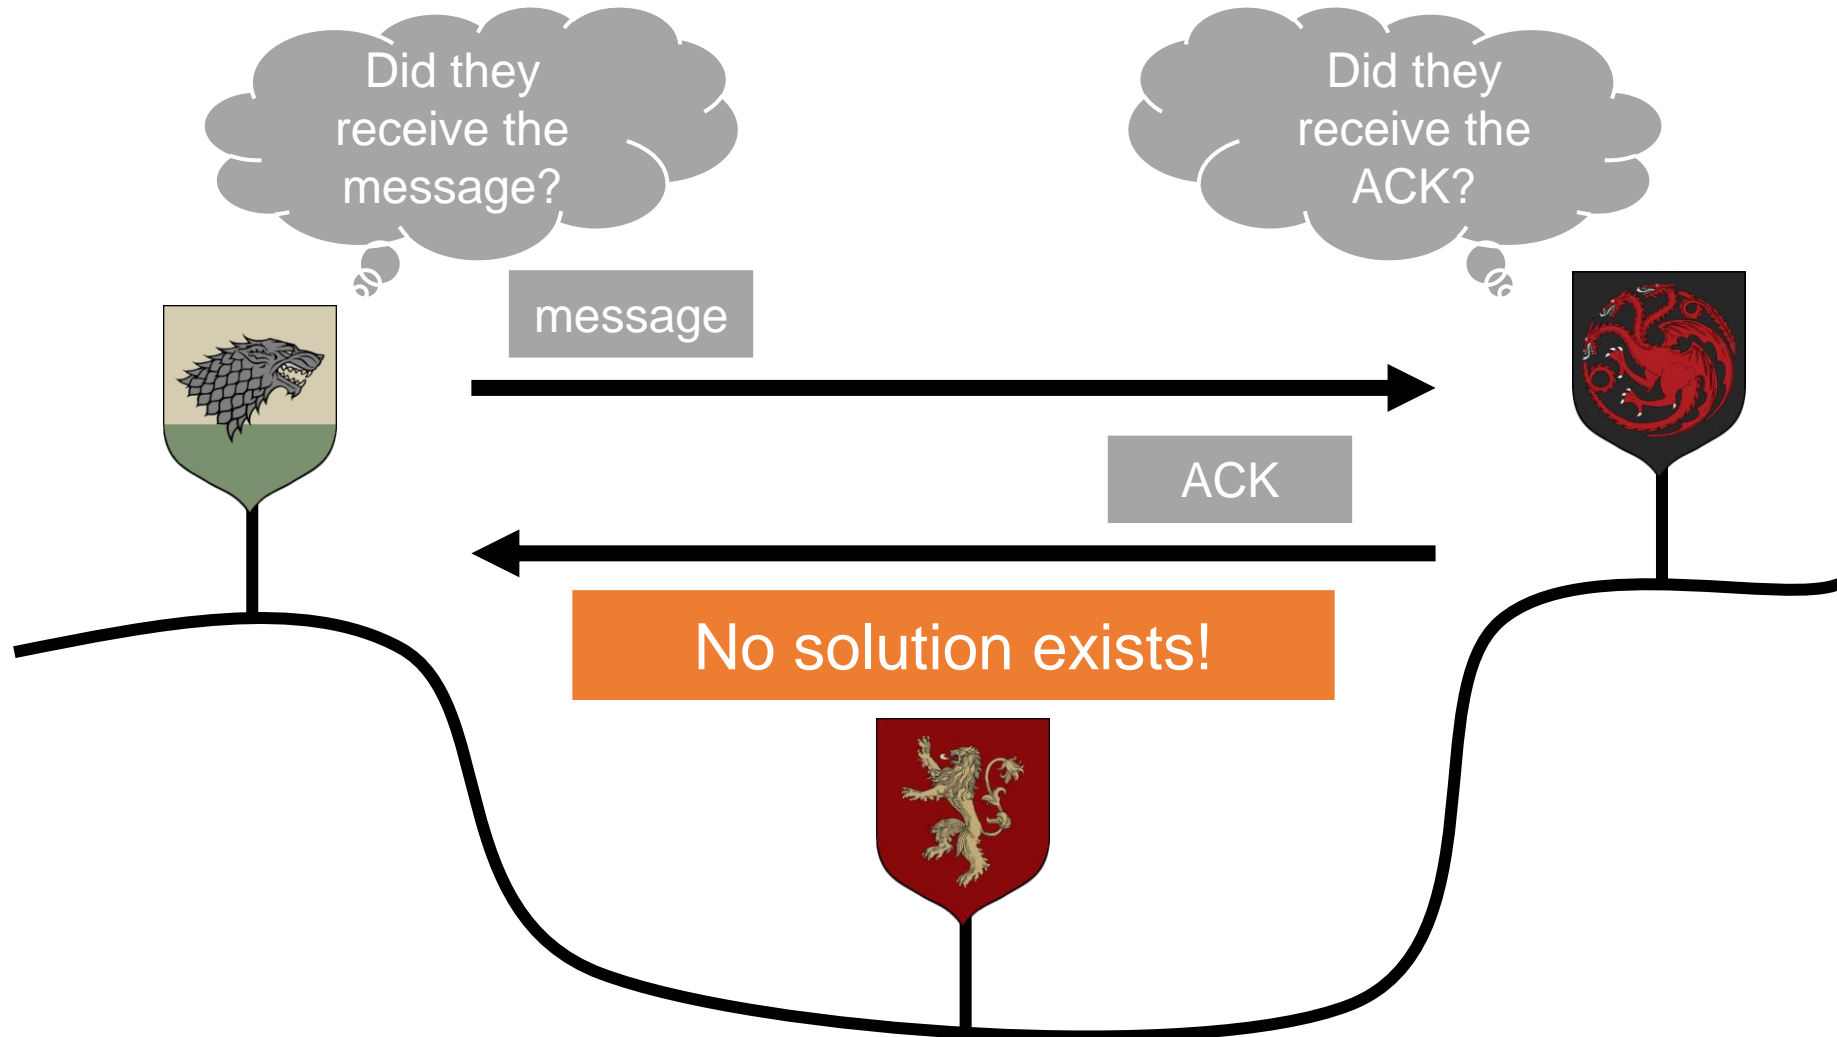 Did they
receive the
message?
Did they
receive the
ACK?
message
ACK
No solution exists!